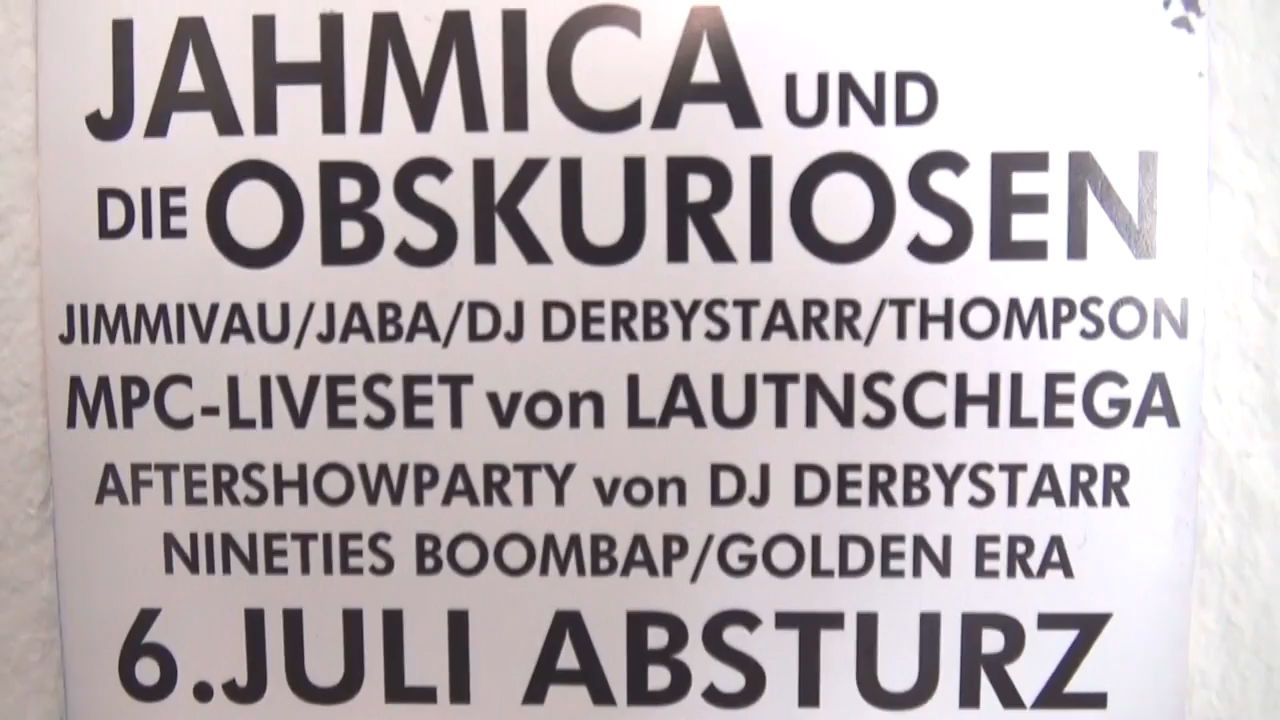 JAHMICA UND
DIE OBSKURIOSEN
JIMMIVAU/JABA/DJ DERBYSTARR/THOMPSON
MPC-LIVESET von LAUTNSCHLEGA
AFTERSHOWPARTY von DJ DERBYSTARR
NINETIES BOOMBAP/GOLDEN ERA
6.JULI ABSTURZ